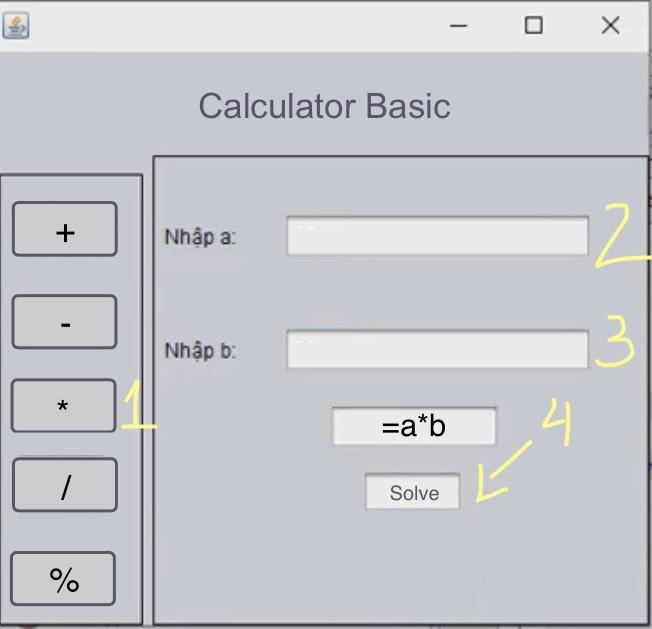 Calculator Basic
+
-
* 1
/
%
Nhập a: 2
Nhập b: 3
=a*b
4
Solve